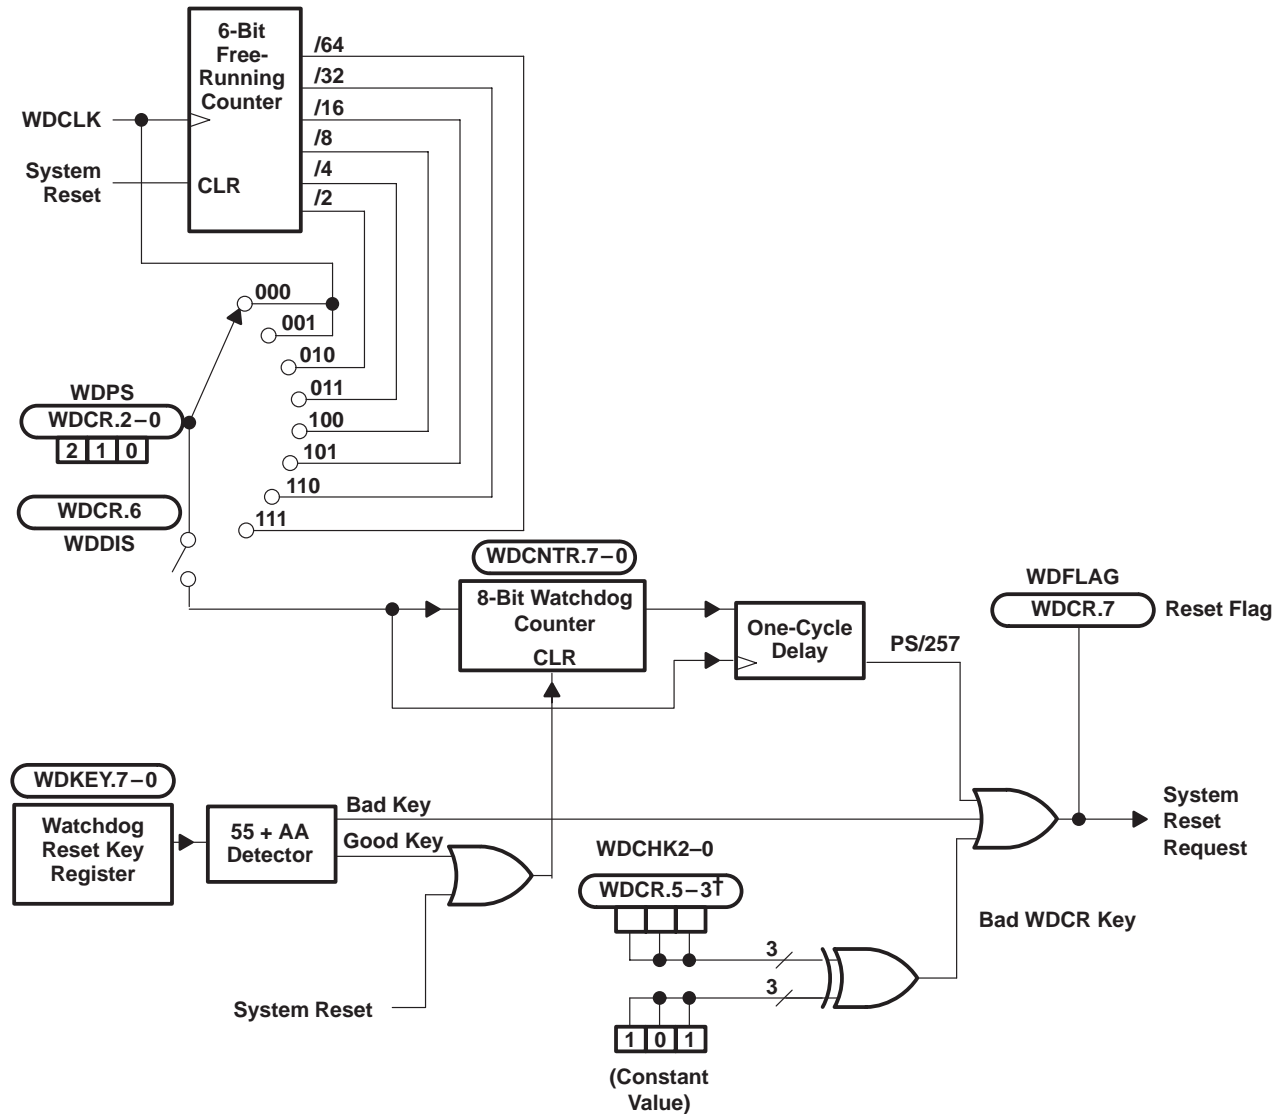 6-Bit
Free-
Running
Counter
/64
/32
/16
/8
/4
/2
WDCLK
System
Reset
CLR
000
001
010
011
100
101
110
111
WDPS
WDCR.2–0
2 1 0
WDCR.6
WDDIS
WDCNTR.7–0
8-Bit Watchdog
Counter
CLR
One-Cycle
Delay
PS/257
WDFLAG
WDCR.7
Reset Flag
WDKEY.7–0
Watchdog
Reset Key
Register
55 + AA
Detector
Bad Key
Good Key
System
Reset
Request
WDCHK2–0
WDCR.5–3†
Bad WDCR Key
3
3
System Reset
1 0 1
(Constant
Value)